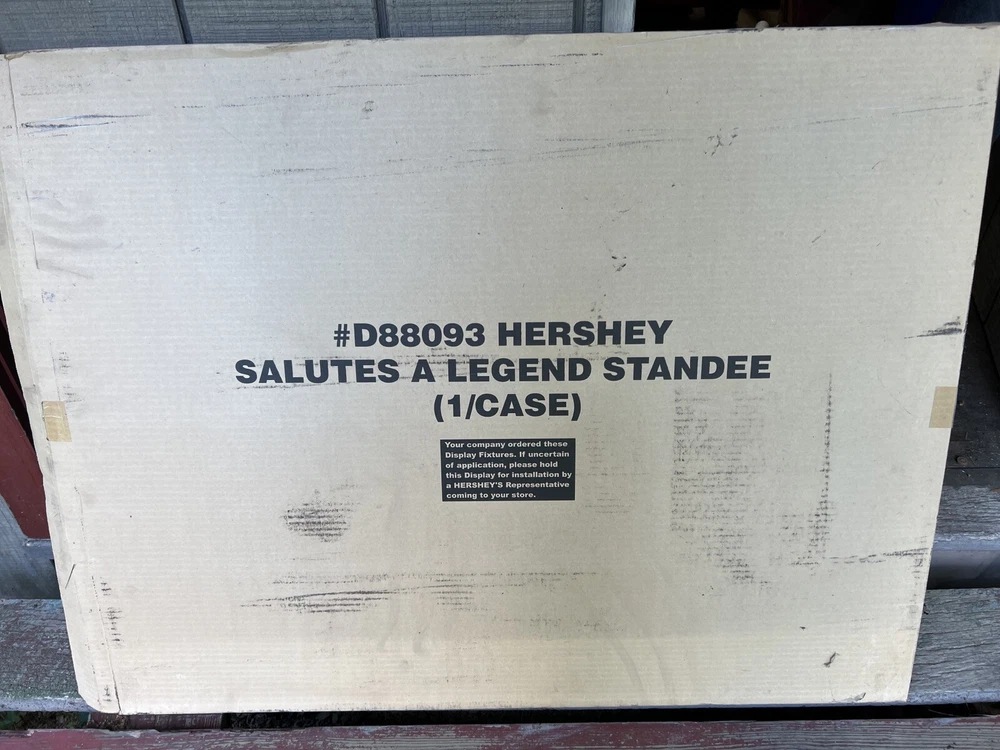 #D88093 HERSHEY
SALUTES A LEGEND STANDEE
(1/CASE)
Your company ordered these
Display Fixtures. If uncertain
of application, please hold
this Display for installation by
a HERSHEY'S Representative
coming to your store.